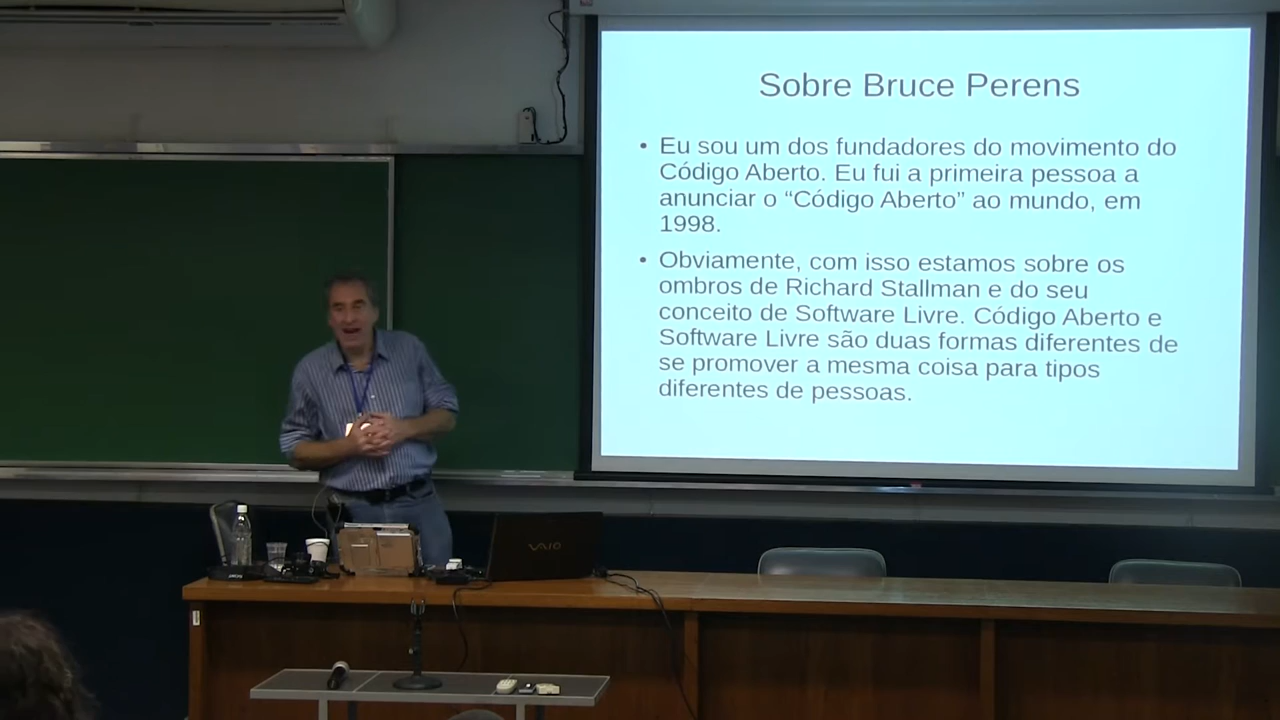 Sobre Bruce Perens
• Eu sou um dos fundadores do movimento do
Código Aberto. Eu fui a primeira pessoa a
anunciar o “Código Aberto” ao mundo, em
1998.
• Obviamente, com isso estamos sobre os
ombros de Richard Stallman e do seu
conceito de Software Livre. Código Aberto e
Software Livre são duas formas diferentes de
se promover a mesma coisa para tipos
diferentes de pessoas.
VAIO